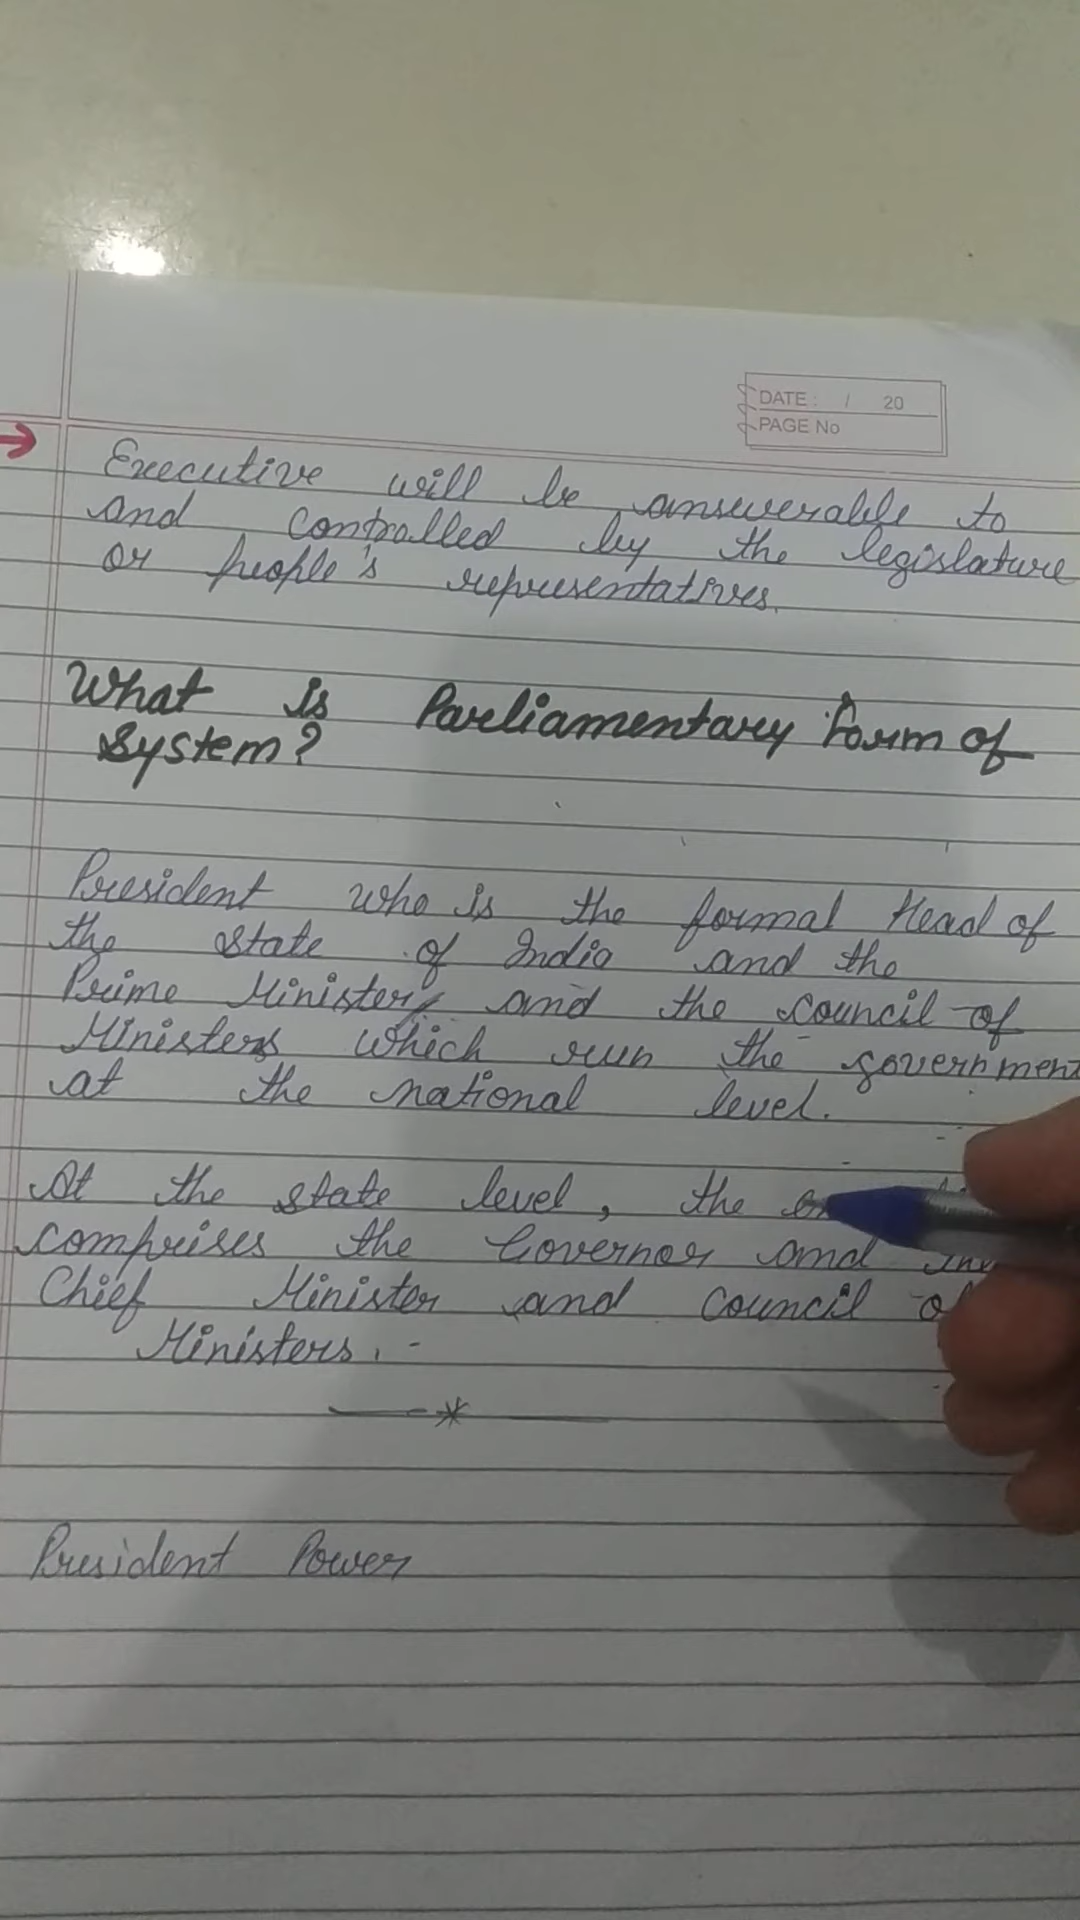 DATE : / 20
PAGE No
Executive will be answerable to
and controlled by the legislature
or people's representatives.
What is Parliamentary Form of
System?
President who is the formal Head of
the state of India and the
Prime Minister and the council of
Ministers which run the government
at the national level.
At the state level, the
comprises the Governor and
Chief Minister and council
Ministers.
President Power